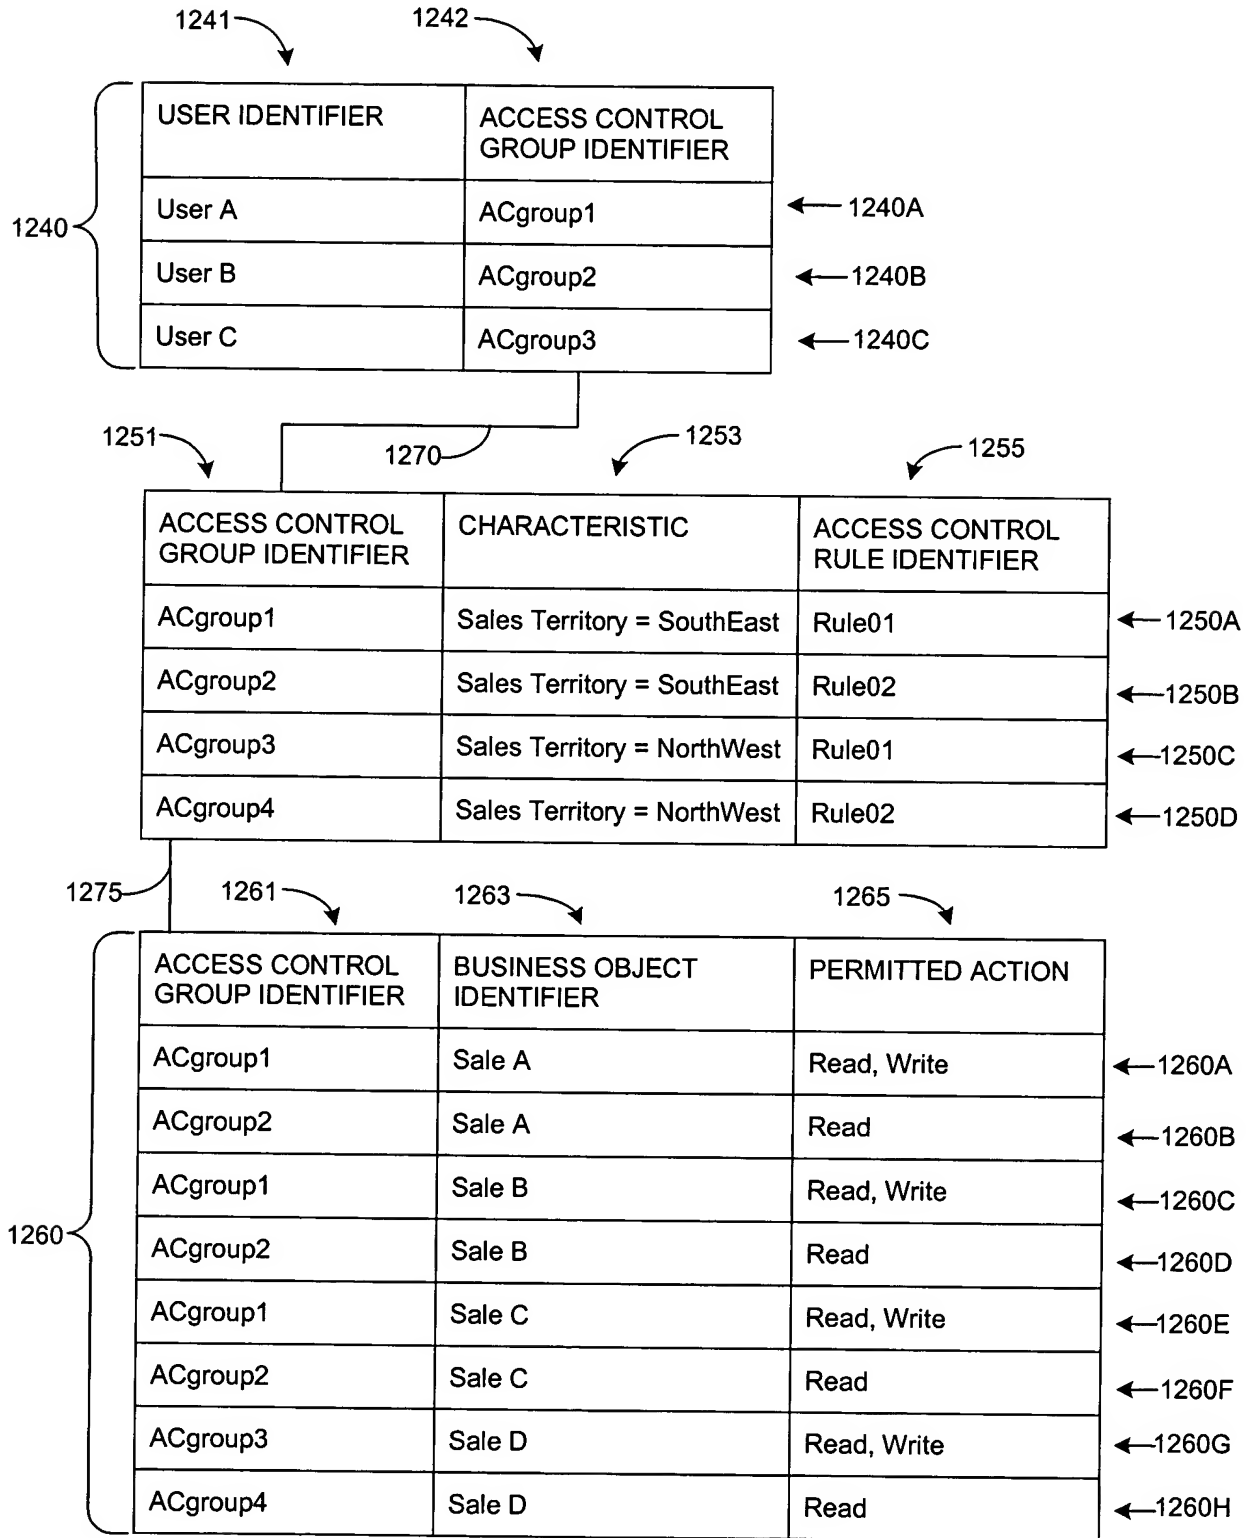 1241
1242
USER IDENTIFIER
ACCESS CONTROL
GROUP IDENTIFIER
User A
ACgroup1
1240A
1240
User B
ACgroup2
1240B
User C
ACgroup3
1240C
1251
1270
1253
1255
ACCESS CONTROL
GROUP IDENTIFIER
CHARACTERISTIC
ACCESS CONTROL
RULE IDENTIFIER
ACgroup1
Sales Territory = SouthEast
Rule01
1250A
ACgroup2
Sales Territory = SouthEast
Rule02
1250B
ACgroup3
Sales Territory = NorthWest
Rule01
1250C
ACgroup4
Sales Territory = NorthWest
Rule02
1250D
1275
1261
1263
1265
ACCESS CONTROL
GROUP IDENTIFIER
BUSINESS OBJECT
IDENTIFIER
PERMITTED ACTION
ACgroup1
Sale A
Read, Write
1260A
ACgroup2
Sale A
Read
1260B
ACgroup1
Sale B
Read, Write
1260C
1260
ACgroup2
Sale B
Read
1260D
ACgroup1
Sale C
Read, Write
1260E
ACgroup2
Sale C
Read
1260F
ACgroup3
Sale D
Read, Write
1260G
ACgroup4
Sale D
Read
1260H